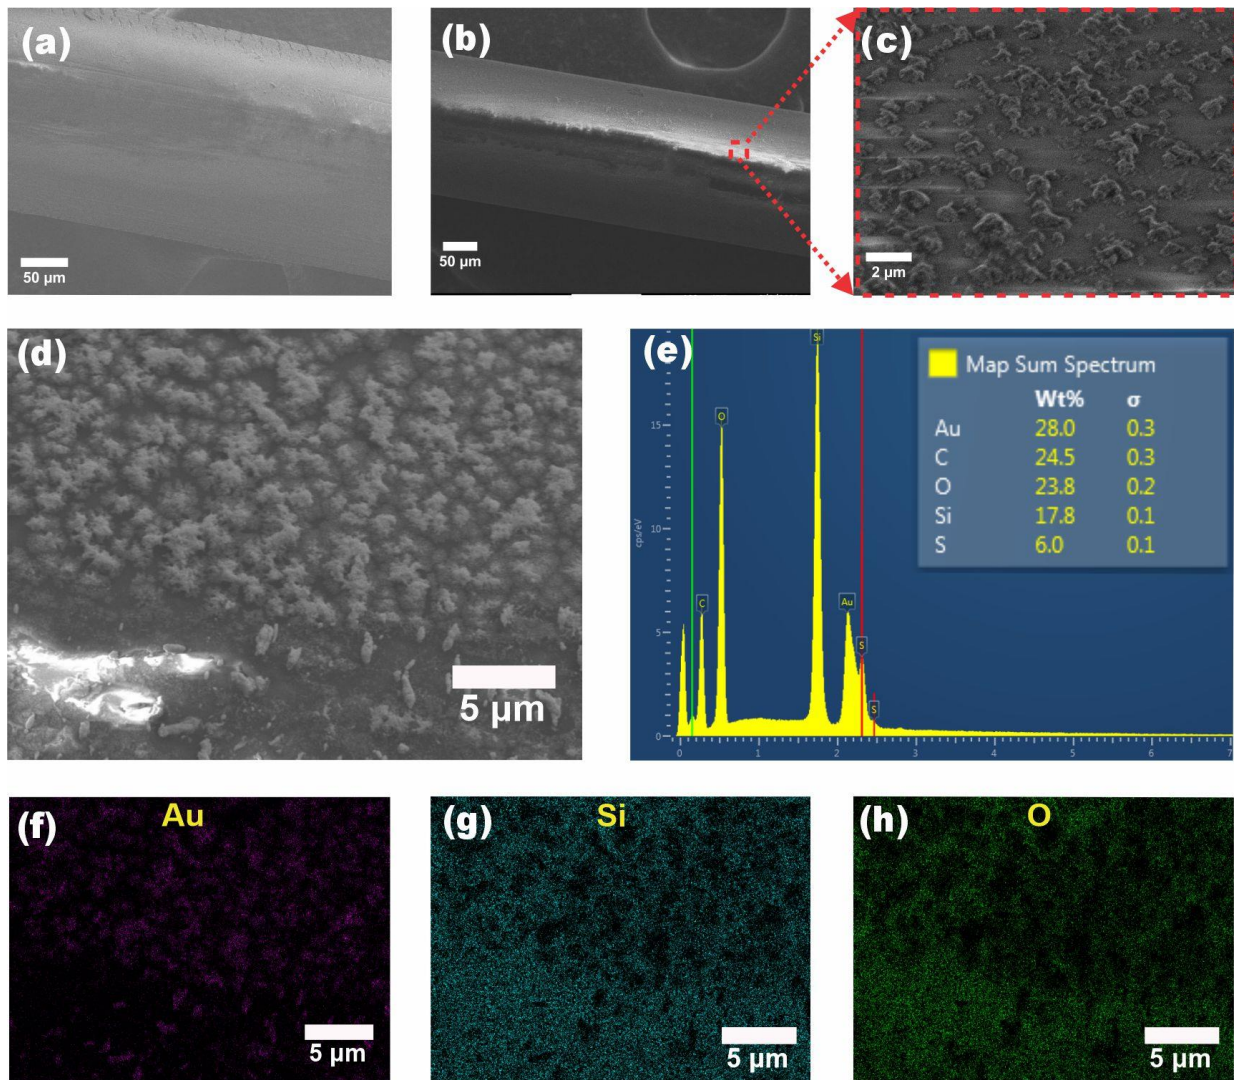 (a)
50 µm
(b)
50 µm
(c)
2 µm
(d)
5 µm
(e)
Map Sum Spectrum
Wt% σ
Au 28.0 0.3
C 24.5 0.3
O 23.8 0.2
Si 17.8 0.1
S 6.0 0.1
Si
O
C
Au
S
S
cps/eV
15
10
5
0
0 1 2 3 4 5 6 7
(f) Au
5 µm
(g) Si
5 µm
(h) O
5 µm